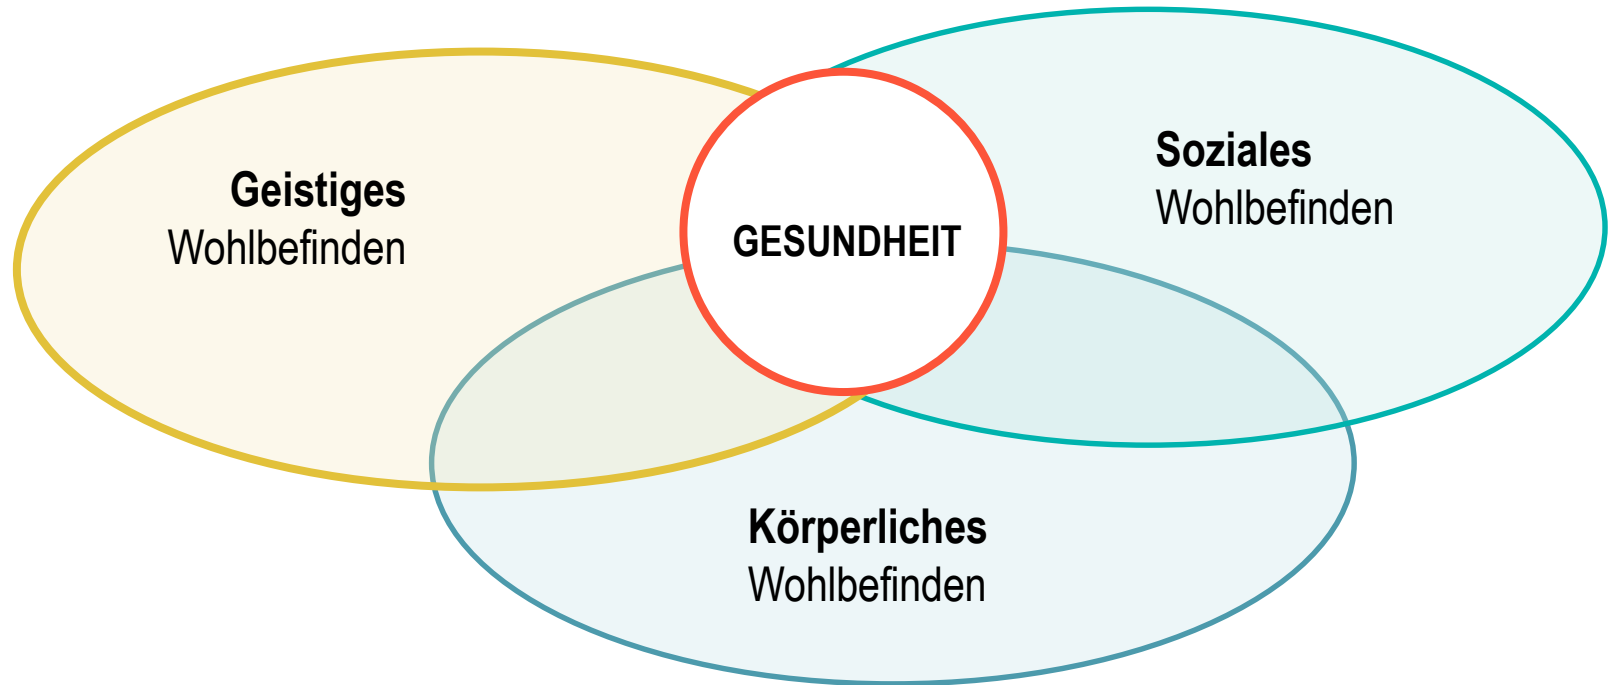 Geistiges
Wohlbefinden
GESUNDHEIT
Soziales
Wohlbefinden
Körperliches
Wohlbefinden